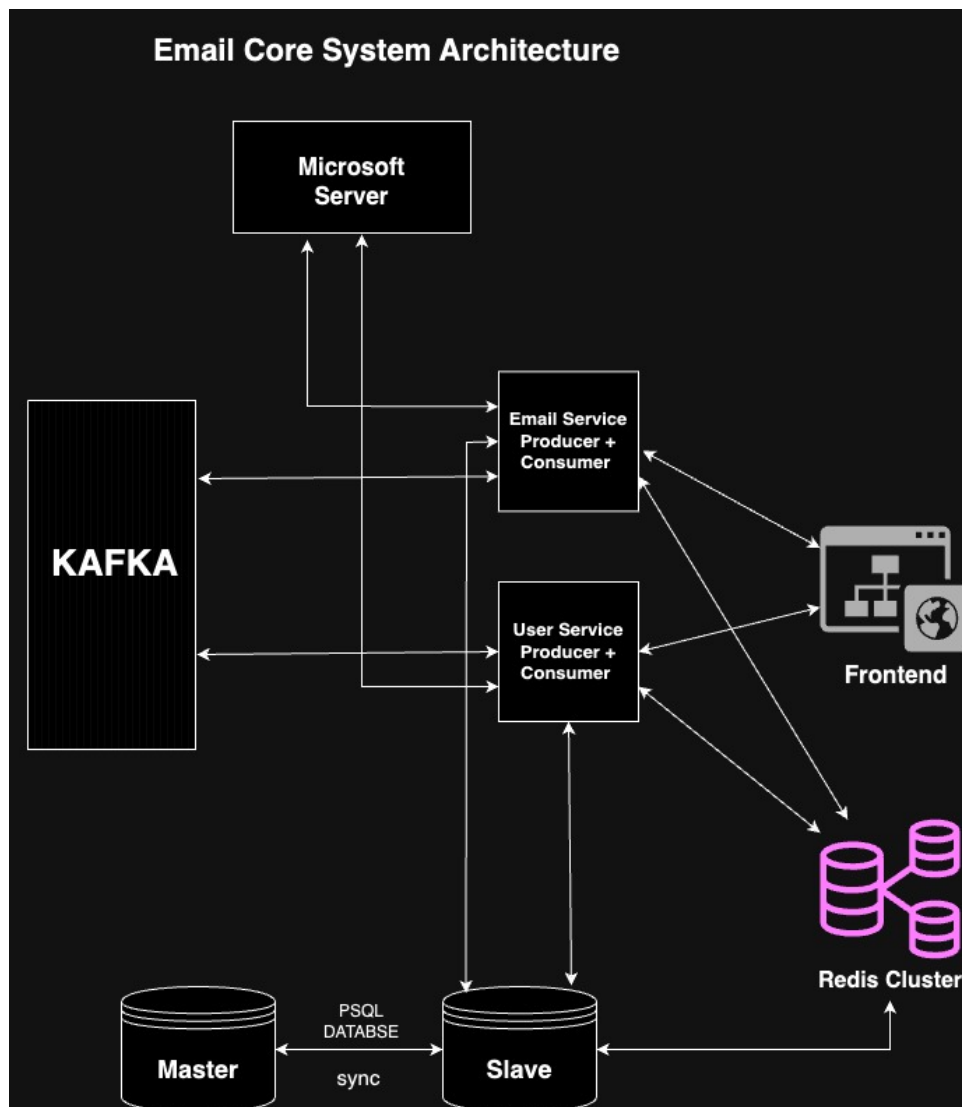 Email Core System Architecture
Microsoft
Server
Email Service
Producer +
Consumer
KAFKA
User Service
Producer +
Consumer
Frontend
Redis Cluster
PSQL
DATABSE
sync
Master
Slave